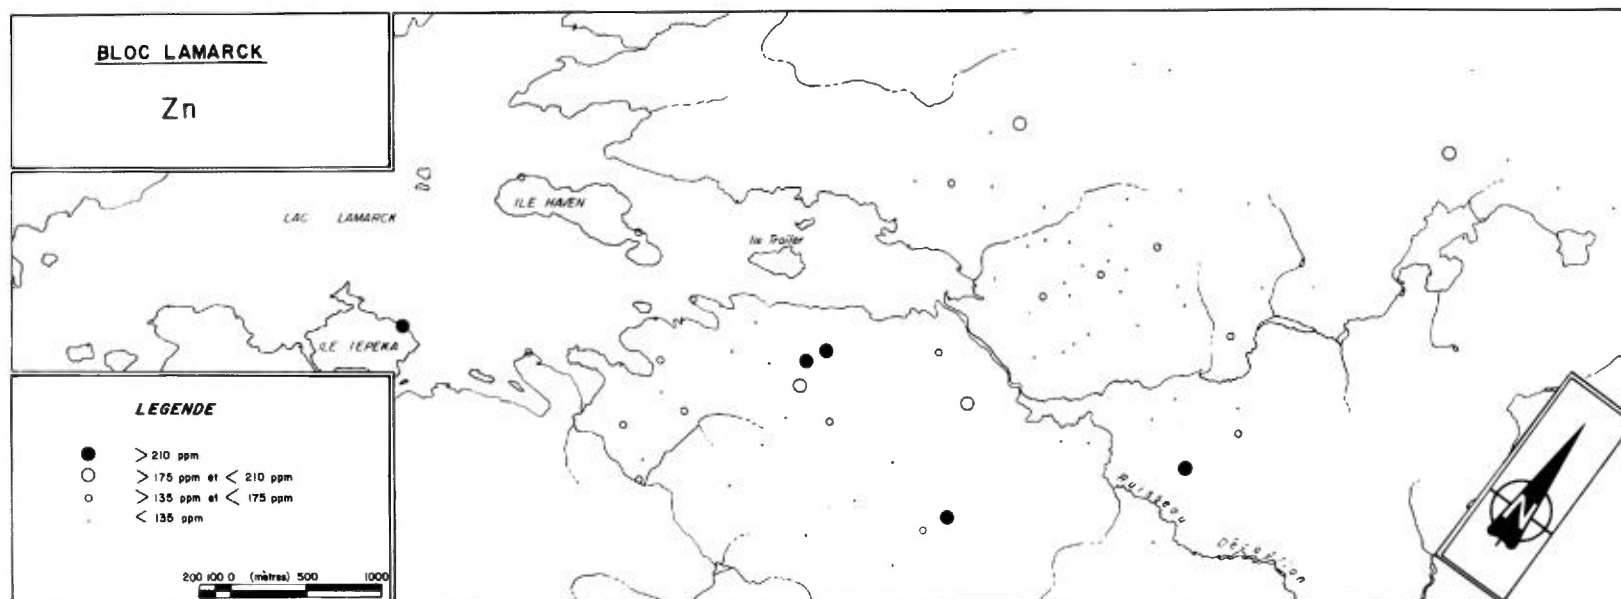 BLOC LAMARCK
Zn
LAC LAMARCK
ILE HAVEN
Ile Trailer
ILE IEPEKA
LEGENDE
>210 ppm
>175 ppm et < 210 ppm
>135 ppm et < 175 ppm
< 135 ppm
200 100 0 (mètres) 500 1000
Ruisseau
Déception
N